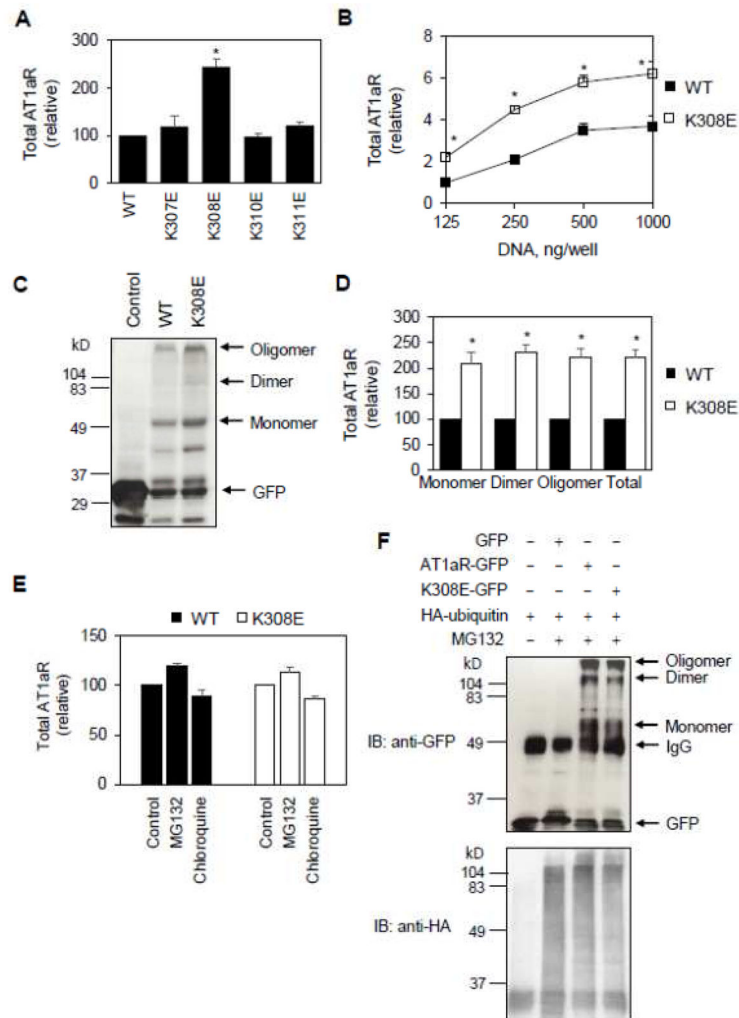 A
300
200
100
0
Total AT1aR
(relative)
*
WT
K307E
K308E
K310E
K311E
B
8
6
4
2
0
Total AT1aR
(relative)
* * * *
125 250 500 1000
DNA, ng/well
WT
K308E
C
Control
WT
K308E
kD
104
83
49
37
29
Oligomer
Dimer
Monomer
GFP
D
300
250
200
150
100
50
0
Total AT1aR
(relative)
* * * *
Monomer Dimer Oligomer Total
WT
K308E
E
WT K308E
150
100
50
0
Total AT1aR
(relative)
Control
MG132
Chloroquine
Control
MG132
Chloroquine
F
GFP – + – –
AT1aR-GFP – – + –
K308E-GFP – – – +
HA-ubiquitin + + + +
MG132 – + + +
kD
104
83
49
37
IB: anti-GFP
Oligomer
Dimer
Monomer
IgG
GFP
kD
104
83
49
37
IB: anti-HA